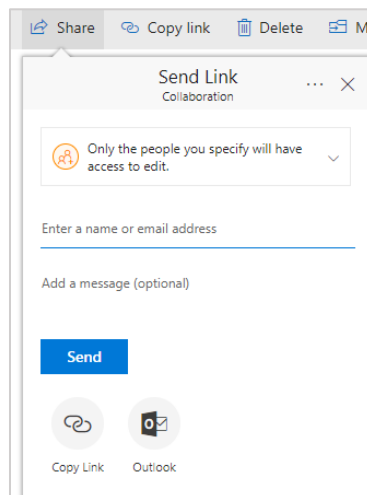 Share Copy link Delete M
Send Link
Collaboration
Only the people you specify will have
access to edit.
Enter a name or email address
Add a message (optional)
Send
Copy Link Outlook